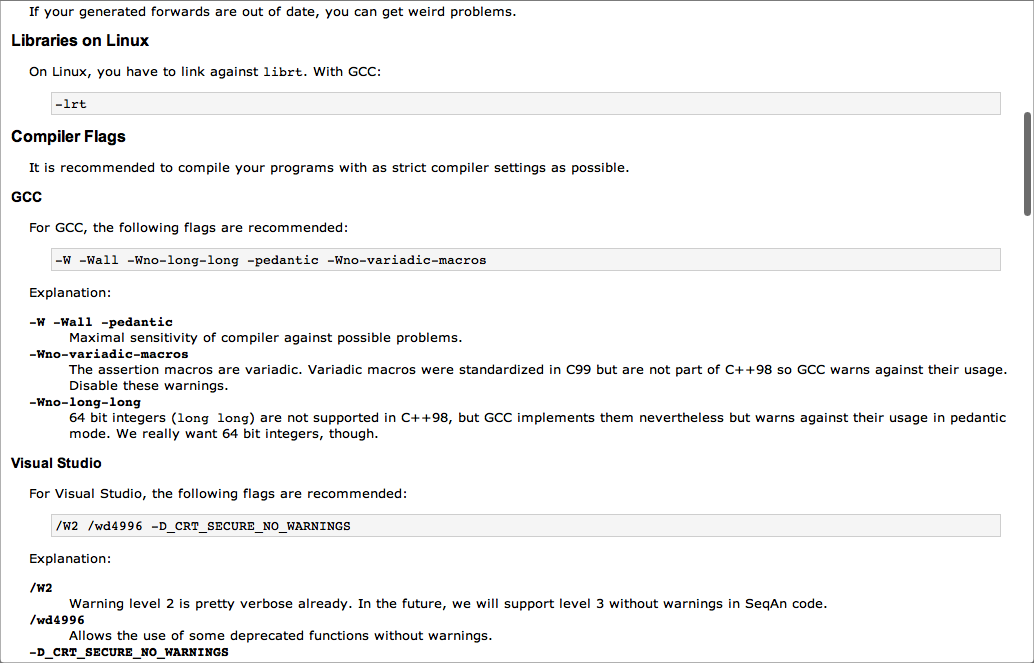 If your generated forwards are out of date, you can get weird problems.
Libraries on Linux
On Linux, you have to link against librt. With GCC:
-lrt
Compiler Flags
It is recommended to compile your programs with as strict compiler settings as possible.
GCC
For GCC, the following flags are recommended:
-W -Wall -Wno-long-long -pedantic -Wno-variadic-macros
Explanation:
-W -Wall -pedantic
Maximal sensitivity of compiler against possible problems.
-Wno-variadic-macros
The assertion macros are variadic. Variadic macros were standardized in C99 but are not part of C++98 so GCC warns against their usage.
Disable these warnings.
-Wno-long-long
64 bit integers (long long) are not supported in C++98, but GCC implements them nevertheless but warns against their usage in pedantic
mode. We really want 64 bit integers, though.
Visual Studio
For Visual Studio, the following flags are recommended:
/W2 /wd4996 -D_CRT_SECURE_NO_WARNINGS
Explanation:
/W2
Warning level 2 is pretty verbose already. In the future, we will support level 3 without warnings in SeqAn code.
/wd4996
Allows the use of some deprecated functions without warnings.
-D_CRT_SECURE_NO_WARNINGS